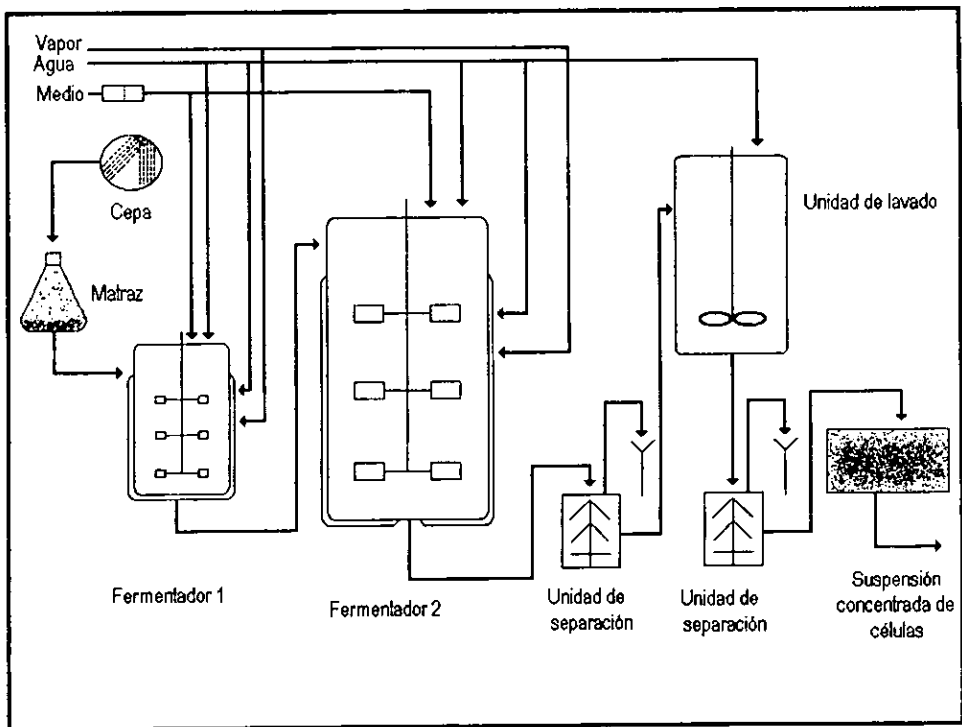 Vapor
Agua
Medio
Cepa
Matraz
Unidad de lavado
Fermentador 1
Fermentador 2
Unidad de
separación
Unidad de
separación
Suspensión
concentrada de
células